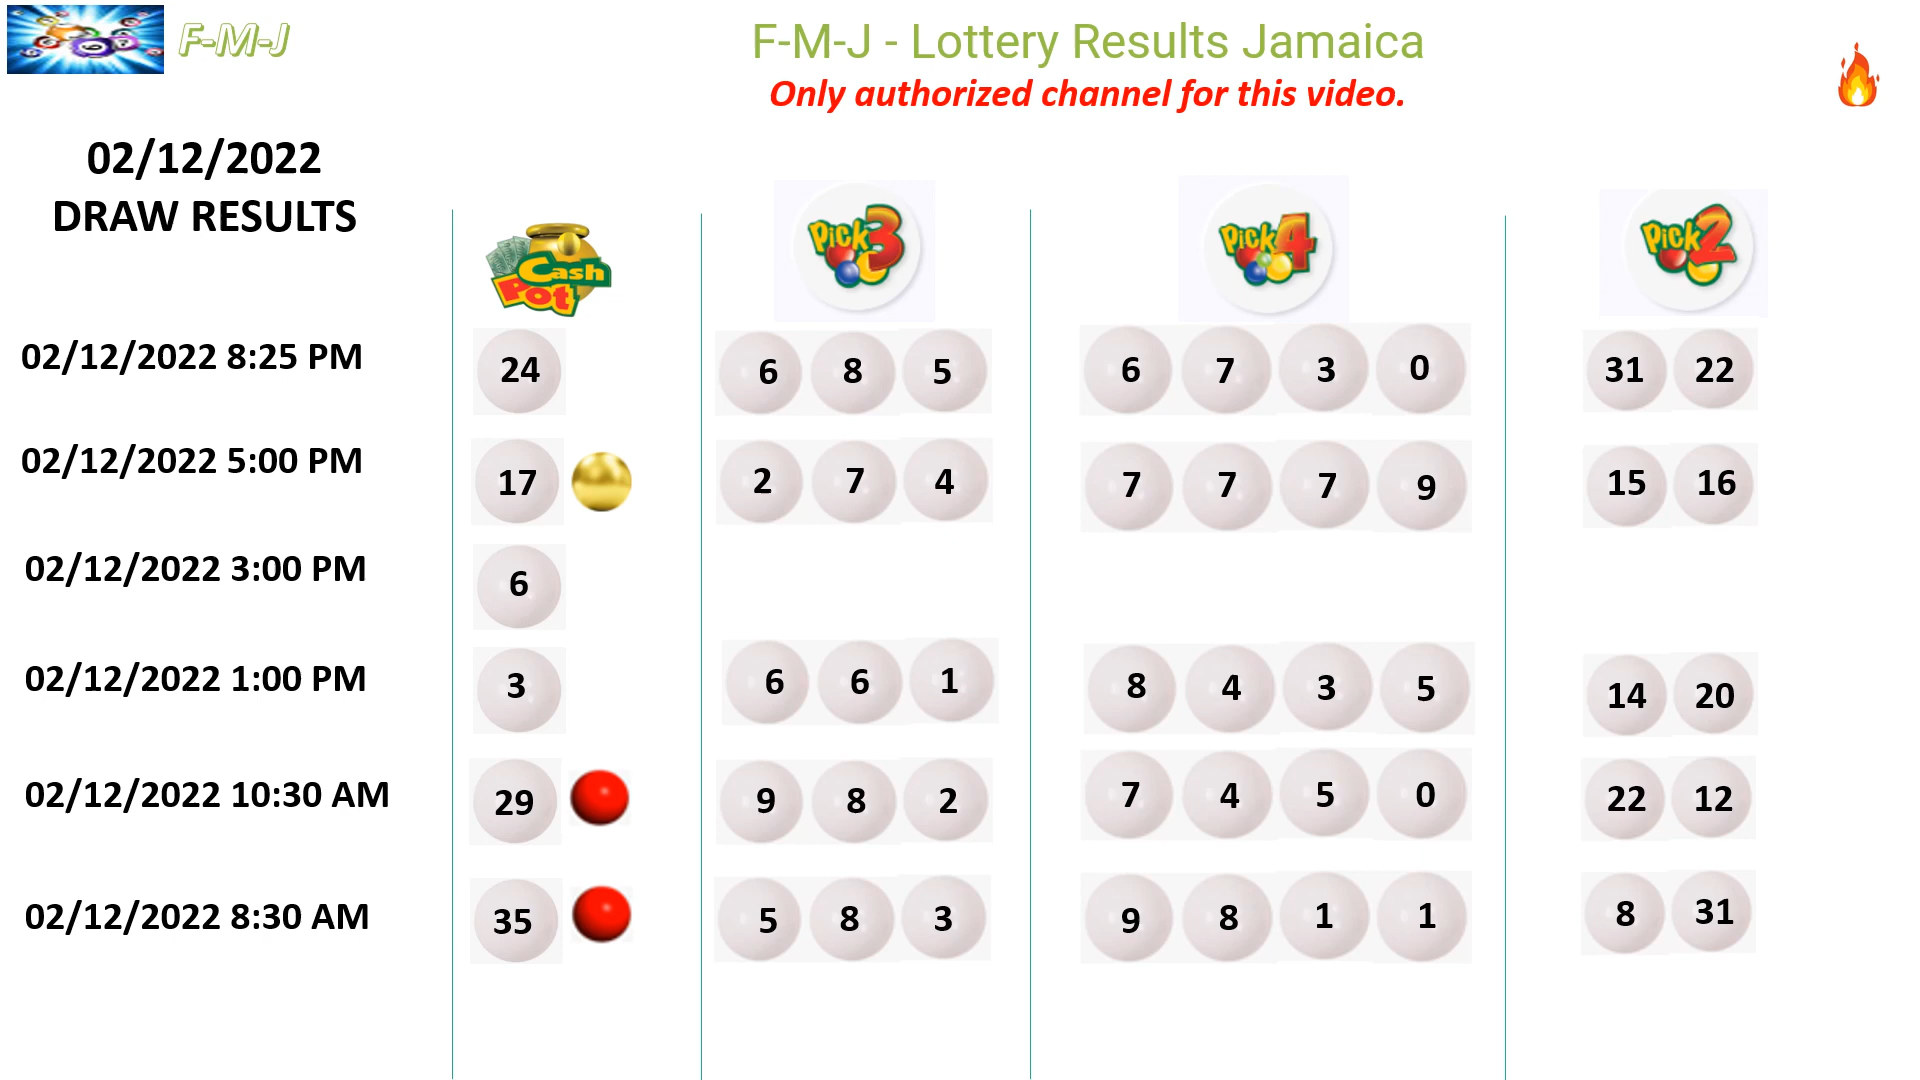 F-M-J
F-M-J - Lottery Results Jamaica
Only authorized channel for this video.
02/12/2022
DRAW RESULTS
Cash Pot
Pick 3
Pick 4
Pick 2
02/12/2022 8:25 PM 24 6 8 5 6 7 3 0 31 22
02/12/2022 5:00 PM 17 2 7 4 7 7 7 9 15 16
02/12/2022 3:00 PM 6
02/12/2022 1:00 PM 3 6 6 1 8 4 3 5 14 20
02/12/2022 10:30 AM 29 9 8 2 7 4 5 0 22 12
02/12/2022 8:30 AM 35 5 8 3 9 8 1 1 8 31